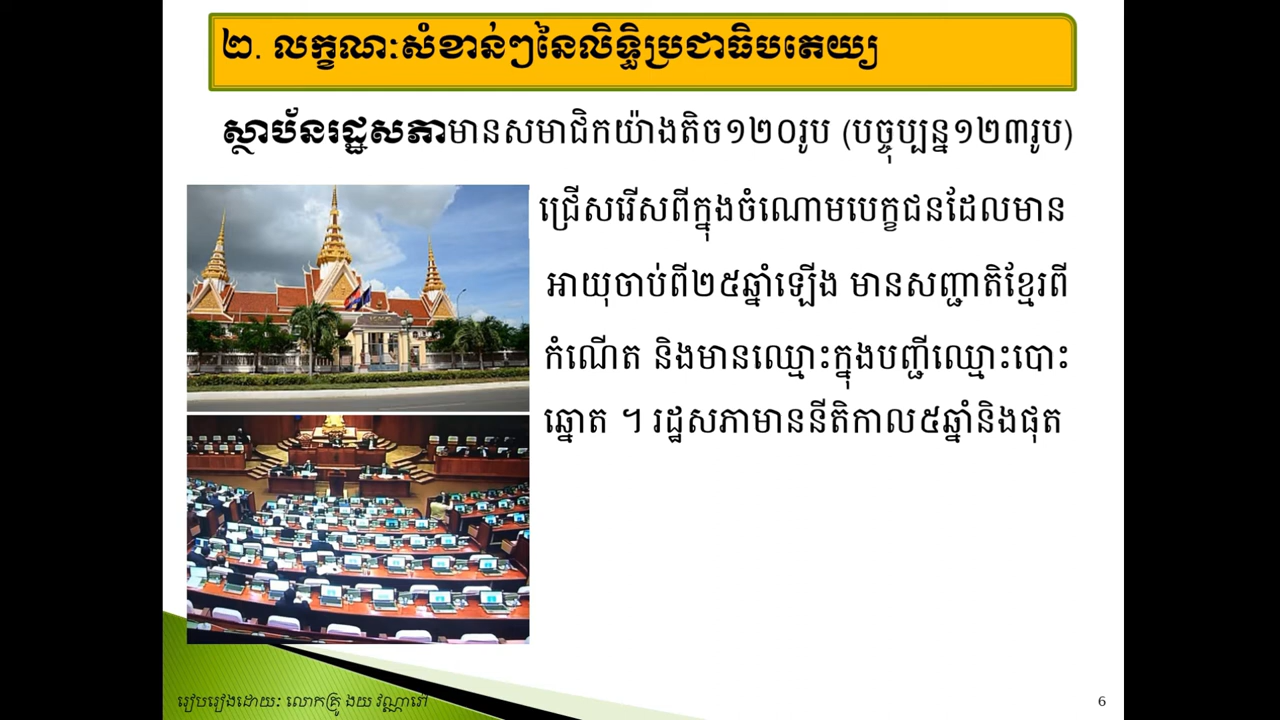 ២. លក្ខណៈសំខាន់ៗនៃលិទ្ធិប្រជាធិបតេយ្យ
ស្ថាប័នរដ្ឋសភាមានសមាជិកយ៉ាងតិច១២០រូប (បច្ចុប្បន្ន១២៣រូប)
ជ្រើសរើសពីក្នុងចំណោមបេក្ខជនដែលមាន
អាយុចាប់ពី២៥ឆ្នាំឡើង មានសញ្ជាតិខ្មែរពី
កំណើត និងមានឈ្មោះក្នុងបញ្ជីឈ្មោះបោះ
ឆ្នោត ។ រដ្ឋសភាមាននីតិកាល៥ឆ្នាំនិងផុត
រៀបរៀងដោយៈ លោកគ្រូ ងយ វណ្ណាវៅ
6